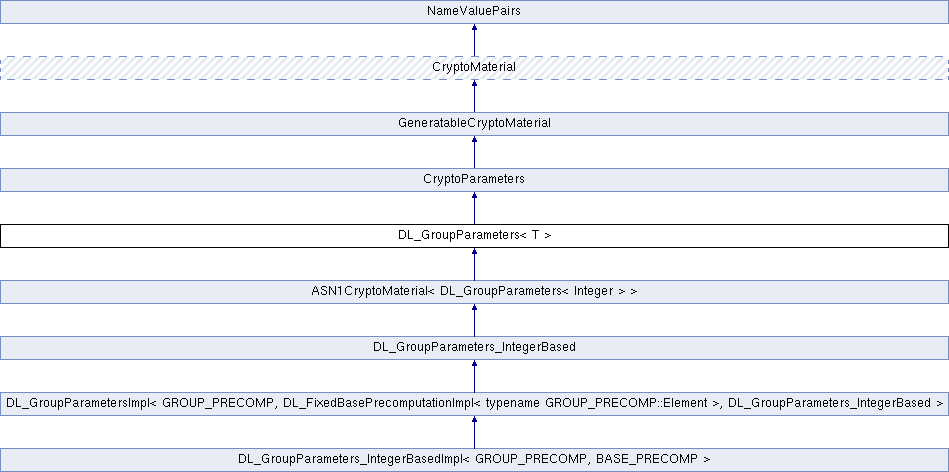 NameValuePairs
CryptoMaterial
GeneratableCryptoMaterial
CryptoParameters
DL_GroupParameters< T >
ASN1CryptoMaterial< DL_GroupParameters< Integer > >
DL_GroupParameters_IntegerBased
DL_GroupParametersImpl< GROUP_PRECOMP, DL_FixedBasePrecomputationImpl< typename GROUP_PRECOMP::Element >, DL_GroupParameters_IntegerBased >
DL_GroupParameters_IntegerBasedImpl< GROUP_PRECOMP, BASE_PRECOMP >